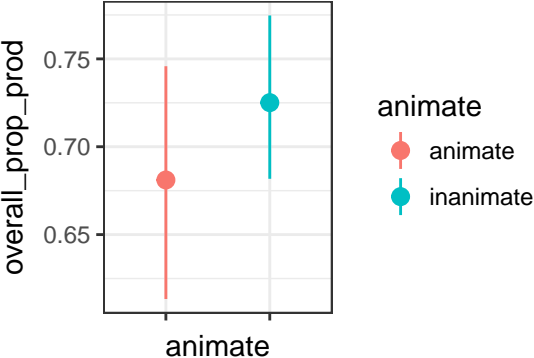 overall_prop_prod
0.75
0.70
0.65
animate
animate
animate
inanimate